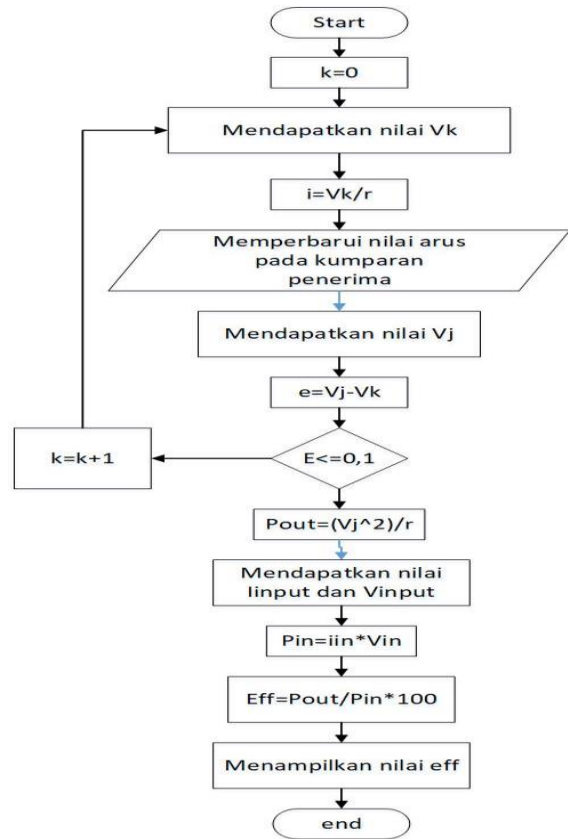 Start
k=0
Mendapatkan nilai Vk
i=Vk/r
Memperbarui nilai arus
pada kumparan
penerima
Mendapatkan nilai Vj
e=Vj-Vk
E<=0,1
k=k+1
Pout=(Vj^2)/r
Mendapatkan nilai
Iinput dan Vinput
Pin=iin*Vin
Eff=Pout/Pin*100
Menampilkan nilai eff
end